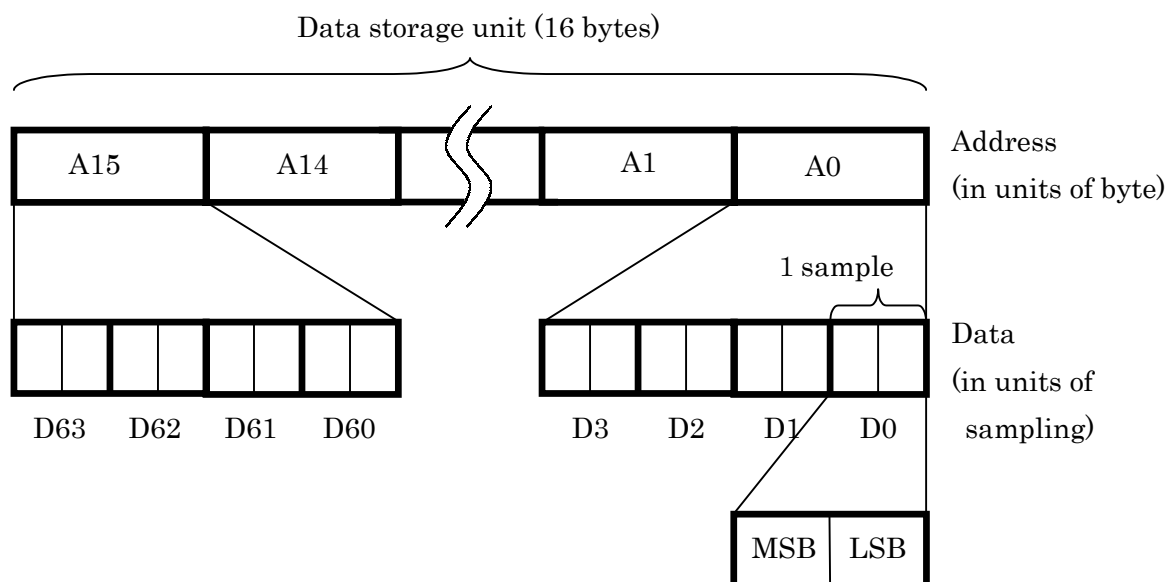 Data storage unit (16 bytes)
A15 A14 A1 A0 Address
(in units of byte)
1 sample
Data
(in units of
sampling)
D63 D62 D61 D60 D3 D2 D1 D0
MSB LSB